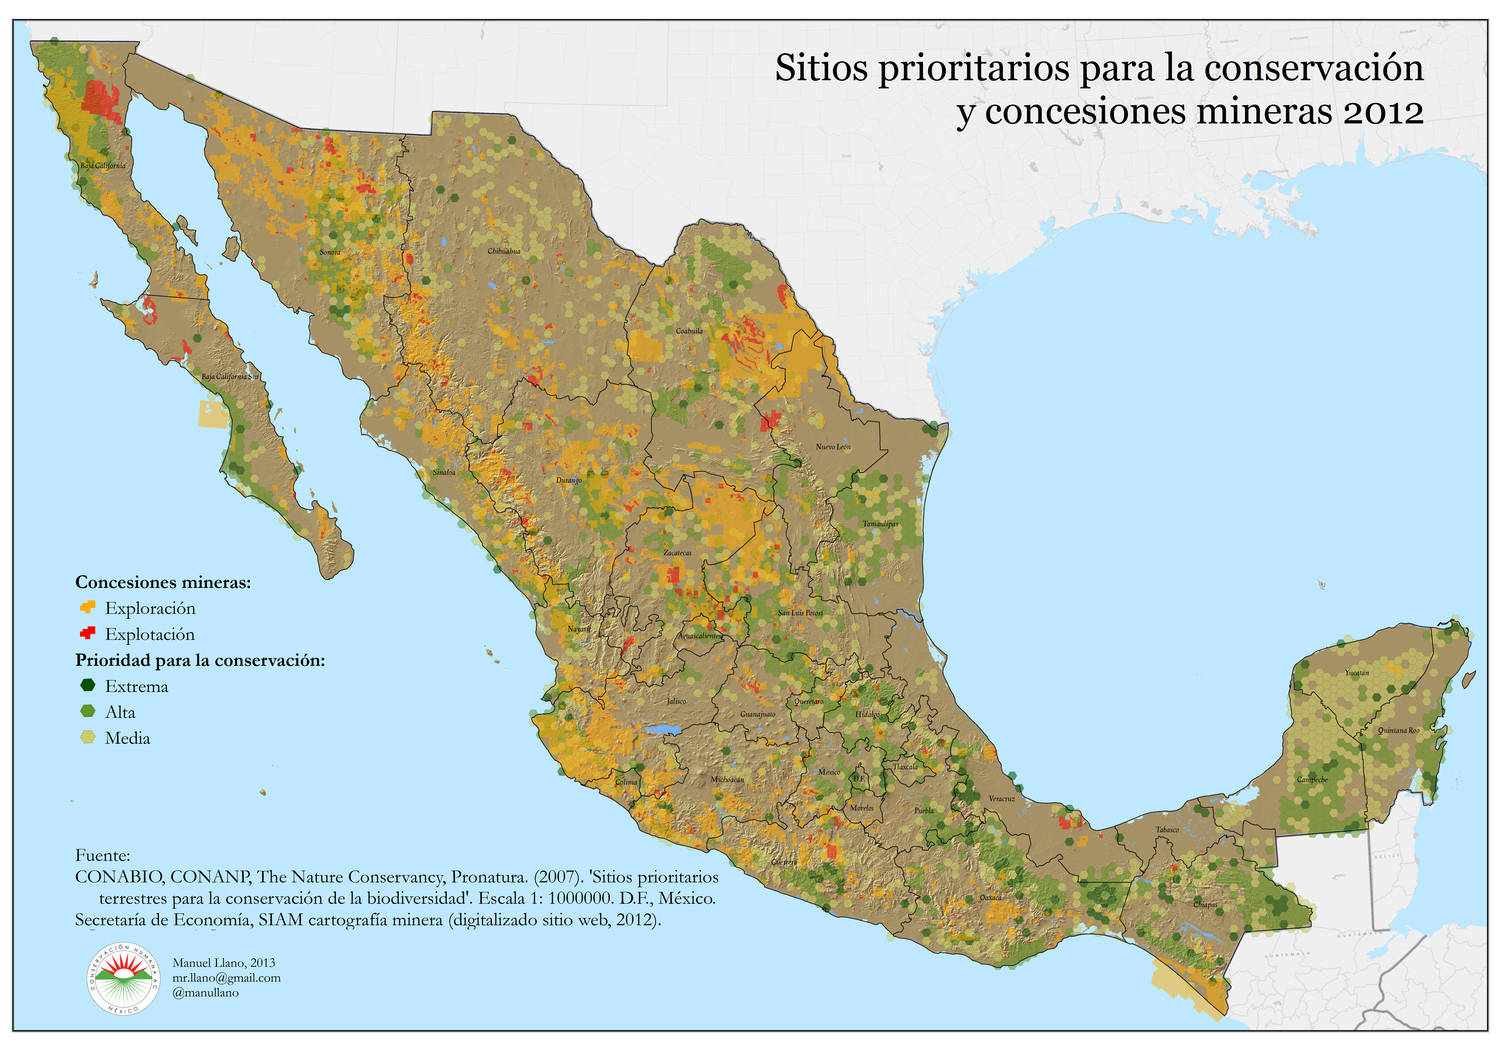 Sitios prioritarios para la conservación
y concesiones mineras 2012
Baja California
Sonora
Chihuahua
Coahuila
Baja California Sur
Nuevo León
Sinaloa
Durango
Tamaulipas
Zacatecas
San Luis Potosí
Nayarit
Aguascalientes
Jalisco
Guanajuato
Querétaro
Hidalgo
Yucatán
Quintana Roo
Campeche
Colima
Michoacán
México
D.F.
Tlaxcala
Morelos
Puebla
Veracruz
Tabasco
Guerrero
Oaxaca
Chiapas
BELIZE
GUATEMALA
GUATEMALA
Concesiones mineras:
Exploración
Explotación
Prioridad para la conservación:
Extrema
Alta
Media
Fuente:
CONABIO, CONANP, The Nature Conservancy, Pronatura. (2007). 'Sitios prioritarios
terrestres para la conservación de la biodiversidad'. Escala 1: 1000000. D.F., México.
Secretaría de Economía, SIAM cartografía minera (digitalizado sitio web, 2012).
CONSERVACIÓN HUMANA AC
MÉXICO
Manuel Llano, 2013
mr.llano@gmail.com
@manullano